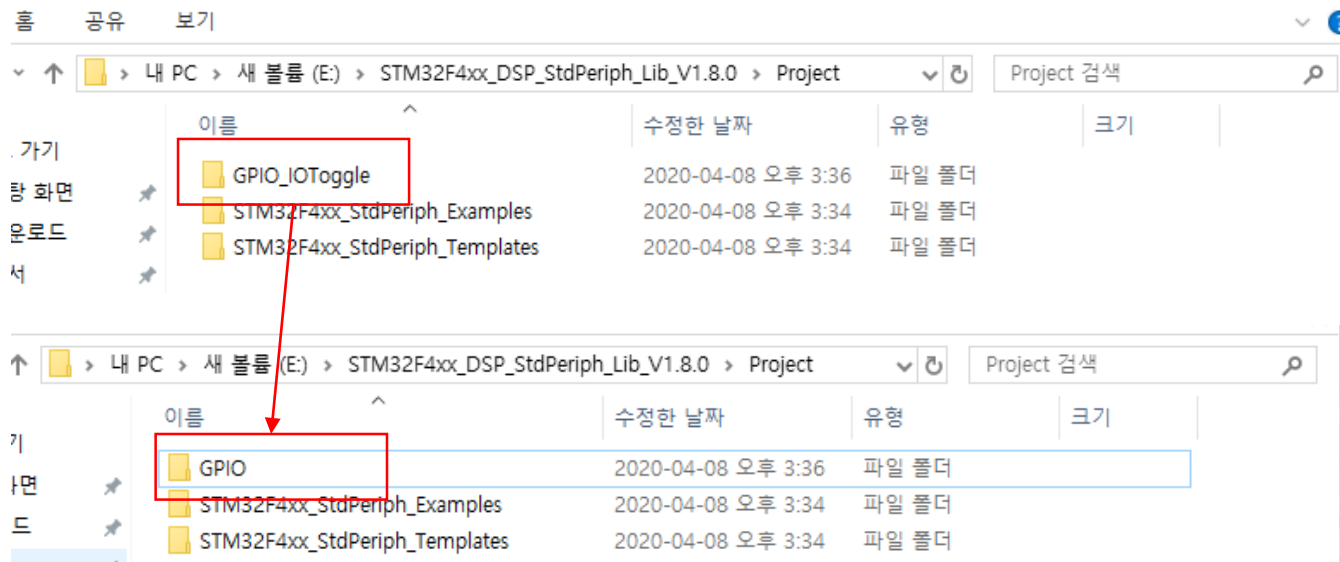 홈 공유 보기
내 PC > 새 볼륨 (E:) > STM32F4xx_DSP_StdPeriph_Lib_V1.8.0 > Project Project 검색
이름 수정한 날짜 유형 크기
가기
GPIO_IOToggle 2020-04-08 오후 3:36 파일 폴더
화면
STM32F4xx_StdPeriph_Examples 2020-04-08 오후 3:34 파일 폴더
운로드
STM32F4xx_StdPeriph_Templates 2020-04-08 오후 3:34 파일 폴더
서
내 PC > 새 볼륨 (E:) > STM32F4xx_DSP_StdPeriph_Lib_V1.8.0 > Project Project 검색
이름 수정한 날짜 유형 크기
기
GPIO 2020-04-08 오후 3:36 파일 폴더
면
STM32F4xx_StdPeriph_Examples 2020-04-08 오후 3:34 파일 폴더
드
STM32F4xx_StdPeriph_Templates 2020-04-08 오후 3:34 파일 폴더